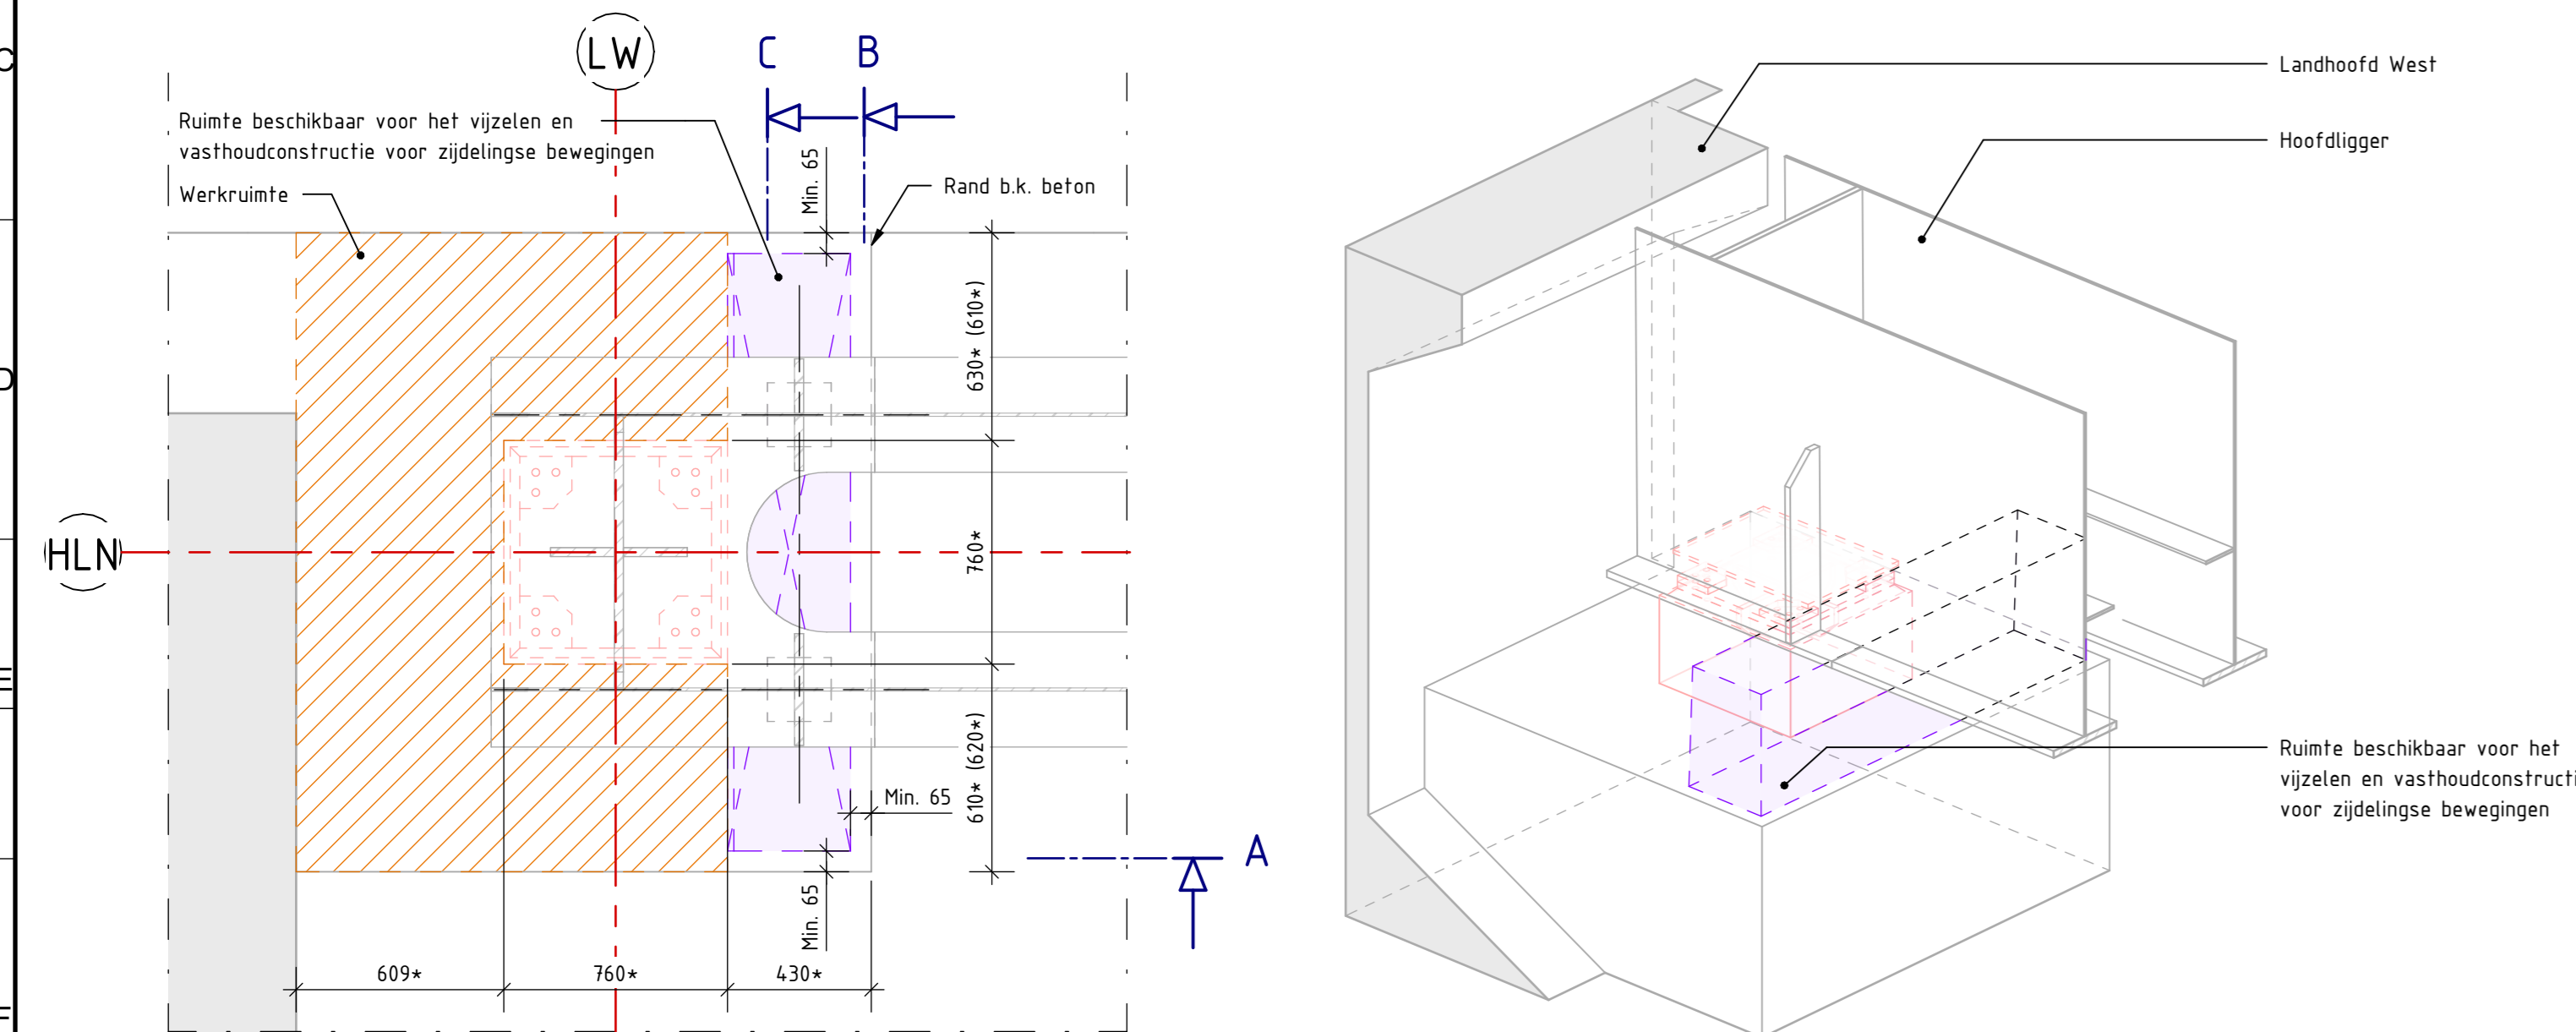 C
D
E
F
LW
C
B
Ruimte beschikbaar voor het vijzelen en
vasthoudconstructie voor zijdelingse bewegingen
Werkruimte
Min. 65
Rand b.k. beton
630* (610*)
HLN
760*
610* (620*)
Min. 65
Min. 65
A
609*
760*
430*
Landhoofd West
Hoofdligger
Ruimte beschikbaar voor het
vijzelen en vasthoudconstructi
voor zijdelingse bewegingen